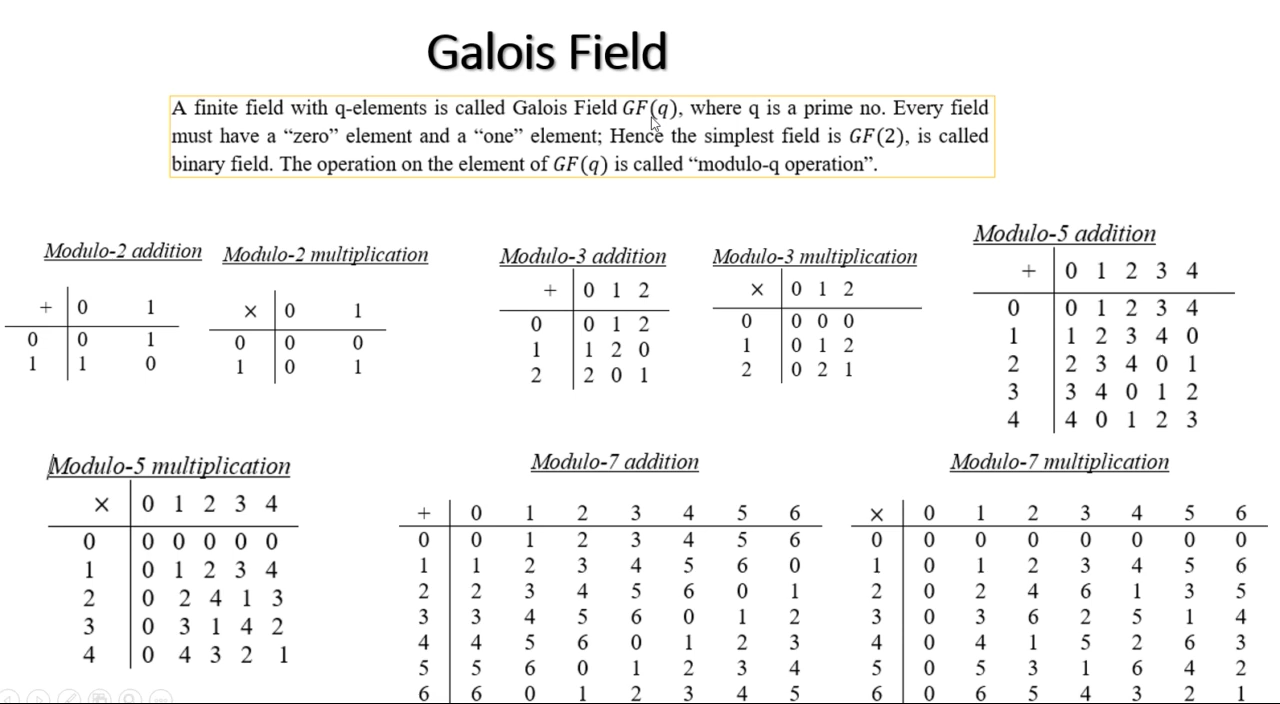 Galois Field
A finite field with q-elements is called Galois Field GF(q), where q is a prime no. Every field
must have a “zero” element and a “one” element; Hence the simplest field is GF(2), is called
binary field. The operation on the element of GF(q) is called “modulo-q operation”.
Modulo-2 addition
+ 0 1
0 0 1
1 1 0
Modulo-2 multiplication
× 0 1
0 0 0
1 0 1
Modulo-3 addition
+ 0 1 2
0 0 1 2
1 1 2 0
2 2 0 1
Modulo-3 multiplication
× 0 1 2
0 0 0 0
1 0 1 2
2 0 2 1
Modulo-5 addition
+ 0 1 2 3 4
0 0 1 2 3 4
1 1 2 3 4 0
2 2 3 4 0 1
3 3 4 0 1 2
4 4 0 1 2 3
Modulo-5 multiplication
× 0 1 2 3 4
0 0 0 0 0 0
1 0 1 2 3 4
2 0 2 4 1 3
3 0 3 1 4 2
4 0 4 3 2 1
Modulo-7 addition
+ 0 1 2 3 4 5 6
0 0 1 2 3 4 5 6
1 1 2 3 4 5 6 0
2 2 3 4 5 6 0 1
3 3 4 5 6 0 1 2
4 4 5 6 0 1 2 3
5 5 6 0 1 2 3 4
6 6 0 1 2 3 4 5
Modulo-7 multiplication
× 0 1 2 3 4 5 6
0 0 0 0 0 0 0 0
1 0 1 2 3 4 5 6
2 0 2 4 6 1 3 5
3 0 3 6 2 5 1 4
4 0 4 1 5 2 6 3
5 0 5 3 1 6 4 2
6 0 6 5 4 3 2 1